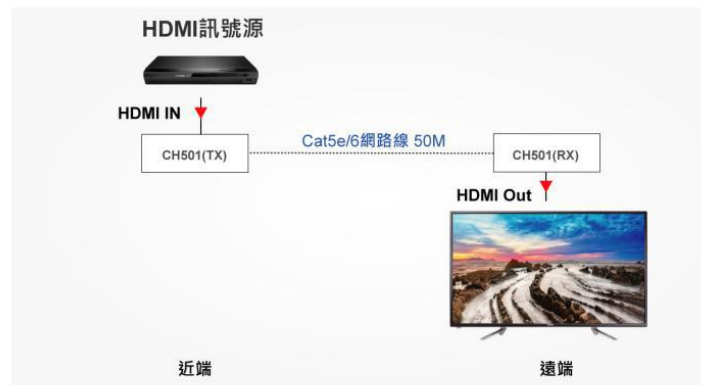 HDMI訊號源
HDMI IN
CH501(TX)
Cat5e/6網路線 50M
CH501(RX)
HDMI Out
近端
遠端